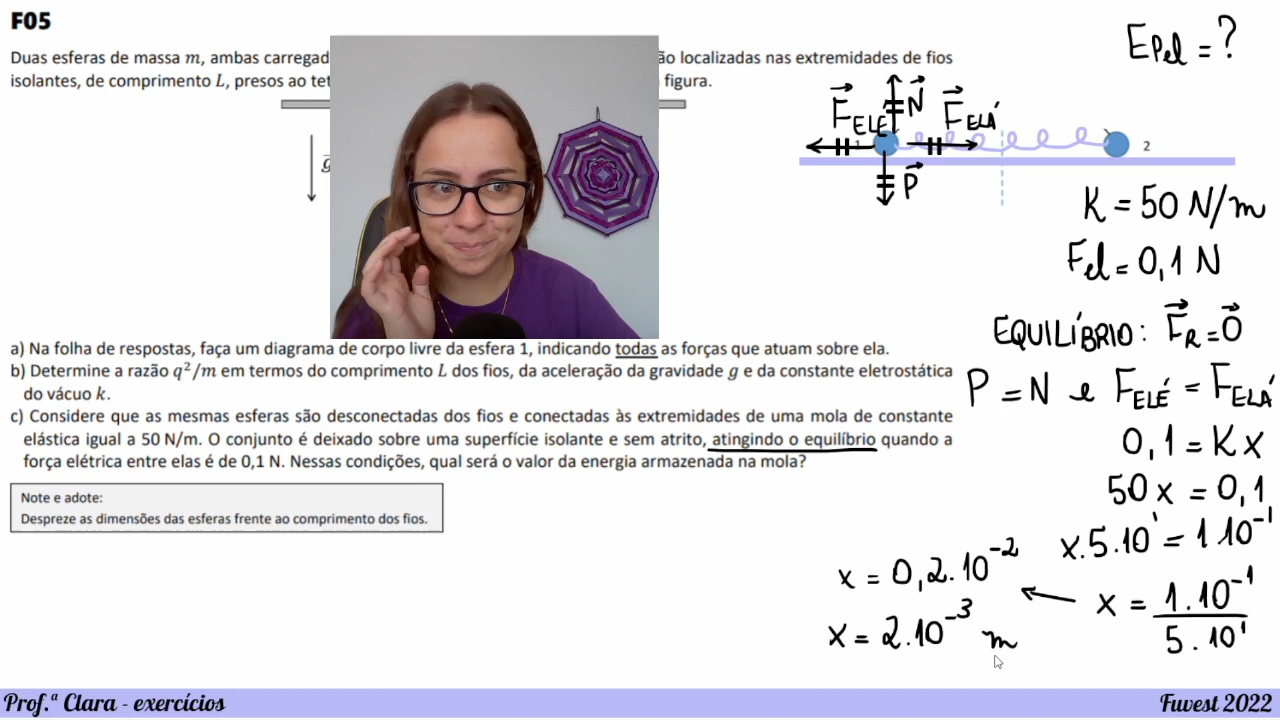 F05
Duas esferas de massa m, ambas carregad
ão localizadas nas extremidades de fios
isolantes, de comprimento L, presos ao tet
figura.
g
a) Na folha de respostas, faça um diagrama de corpo livre da esfera 1, indicando todas as forças que atuam sobre ela.
b) Determine a razão q²/m em termos do comprimento L dos fios, da aceleração da gravidade g e da constante eletrostática
do vácuo k.
c) Considere que as mesmas esferas são desconectadas dos fios e conectadas às extremidades de uma mola de constante
elástica igual a 50 N/m. O conjunto é deixado sobre uma superfície isolante e sem atrito, atingindo o equilíbrio quando a
força elétrica entre elas é de 0,1 N. Nessas condições, qual será o valor da energia armazenada na mola?
Note e adote:
Despreze as dimensões das esferas frente ao comprimento dos fios.
EPel = ?
F ELÉ
N
F ELÁ
1
2
P
K = 50 N/m
Fel = 0,1 N
EQUILÍBRIO: F R = 0
P = N e F ELÉ = F ELÁ
0,1 = K x
50 x = 0,1
x.5.10¹ = 1.10⁻¹
x = 1.10⁻¹
5.10¹
x = 0,2.10⁻²
x = 2.10⁻³ m
Prof.ª Clara - exercícios
Fuvest 2022